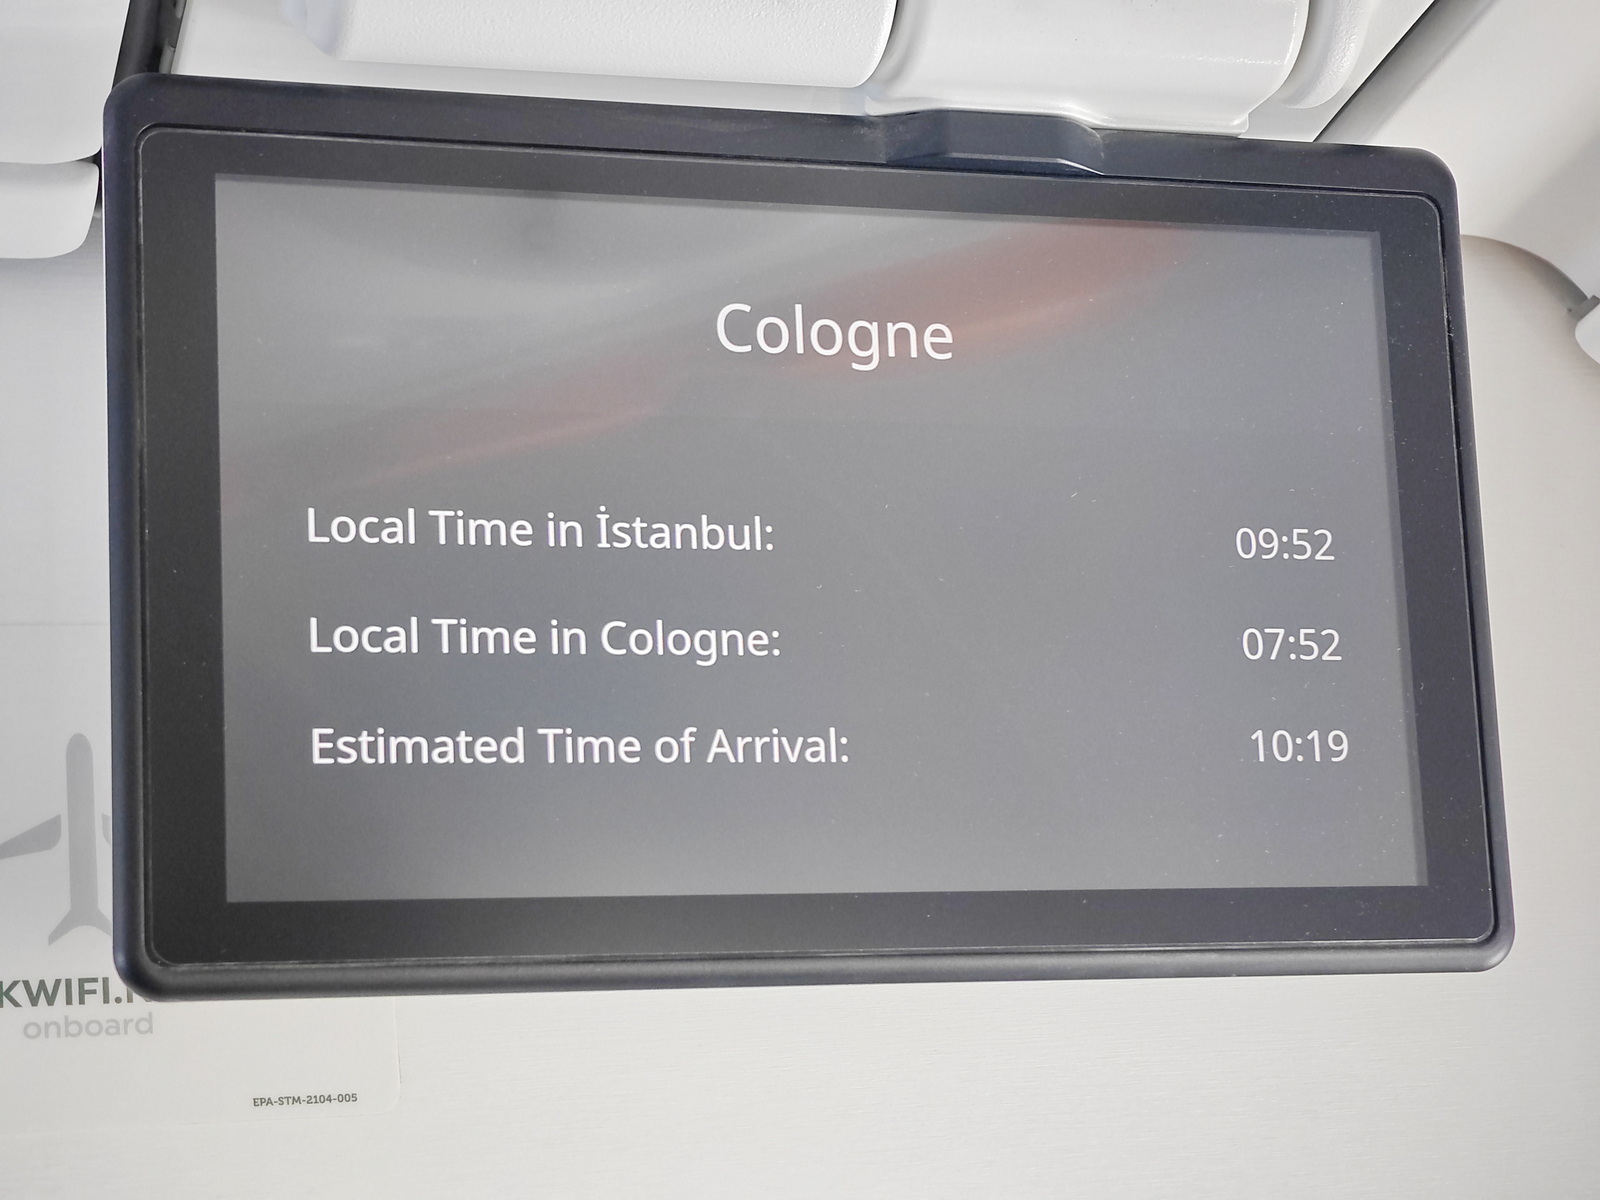 Cologne
Local Time in İstanbul: 09:52
Local Time in Cologne: 07:52
Estimated Time of Arrival: 10:19
KWIFI.
onboard
EPA-STM-2104-005